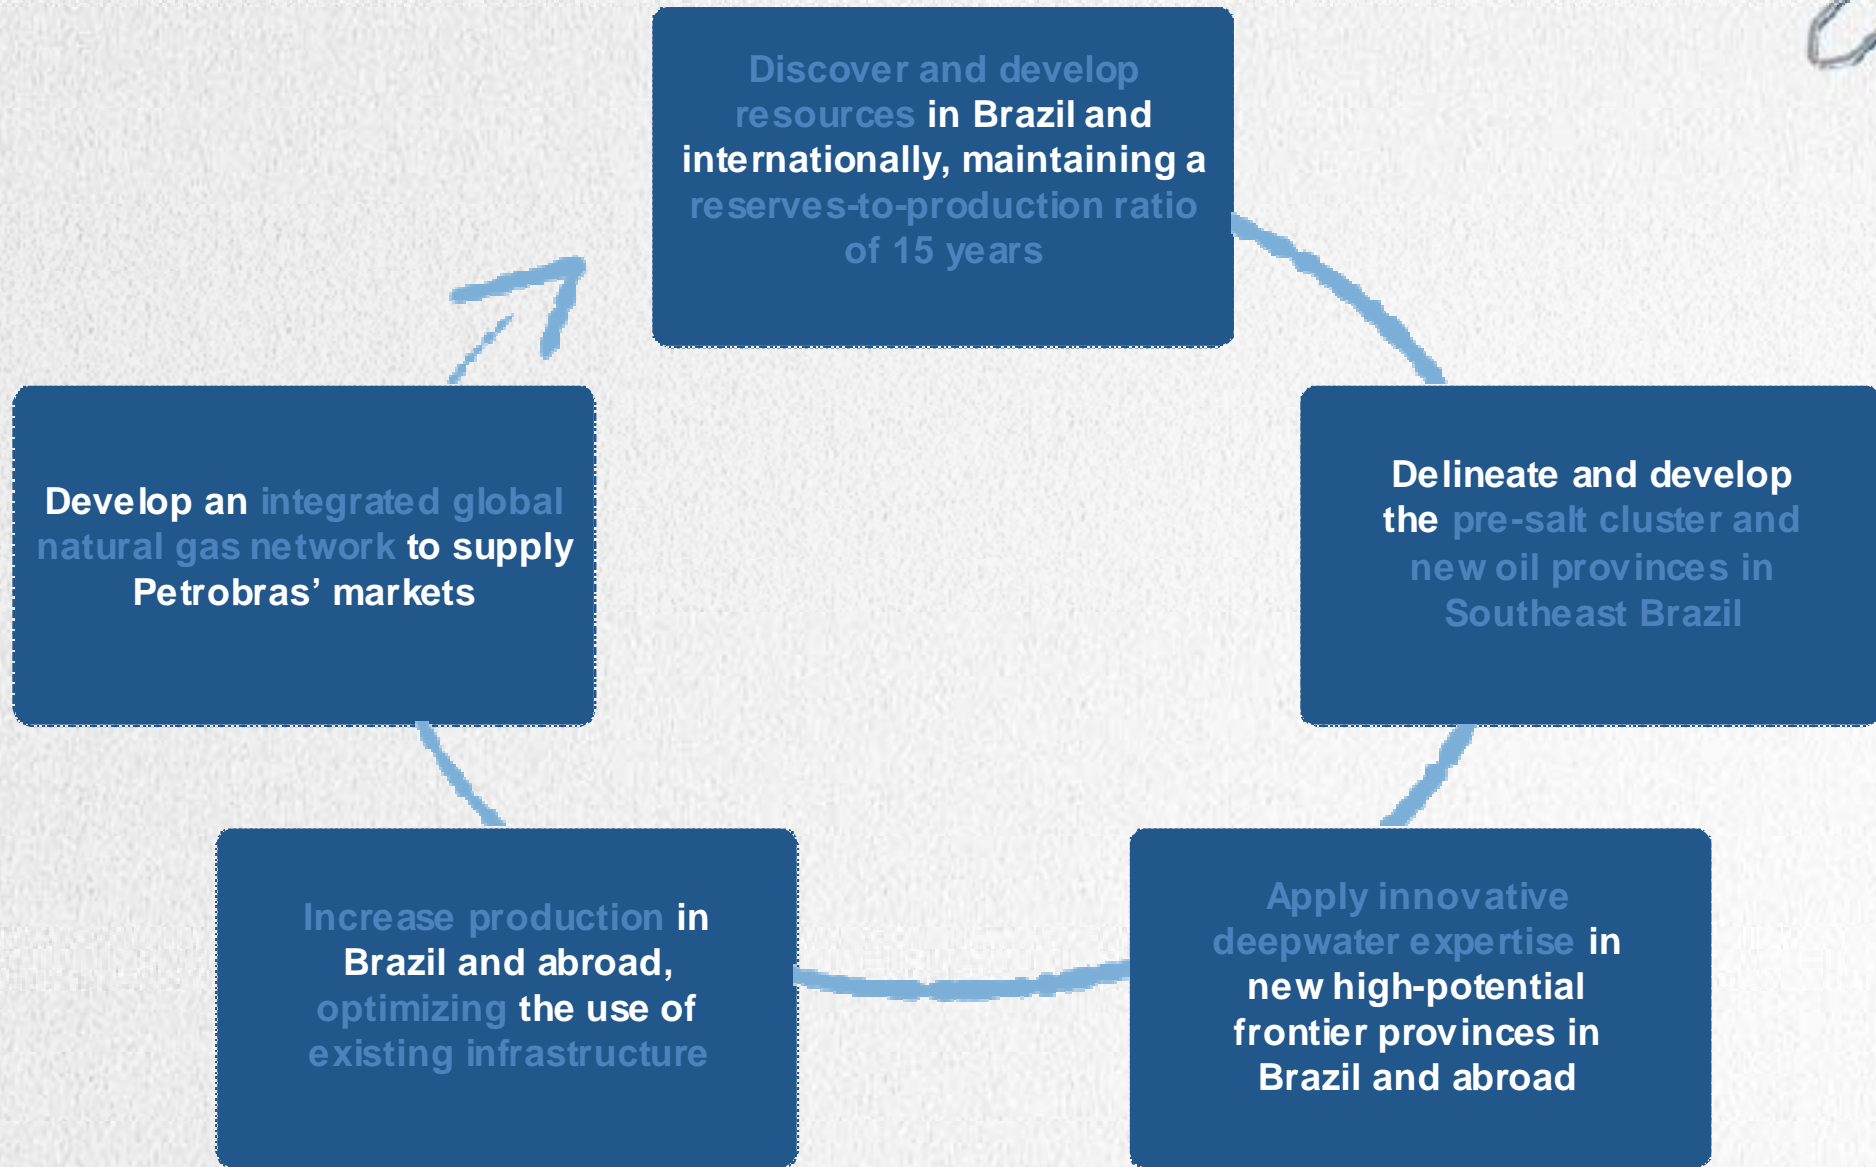 Discover and develop
resources in Brazil and
internationally, maintaining a
reserves-to-production ratio
of 15 years
Delineate and develop
the pre-salt cluster and
new oil provinces in
Southeast Brazil
Apply innovative
deepwater expertise in
new high-potential
frontier provinces in
Brazil and abroad
Increase production in
Brazil and abroad,
optimizing the use of
existing infrastructure
Develop an integrated global
natural gas network to supply
Petrobras’ markets